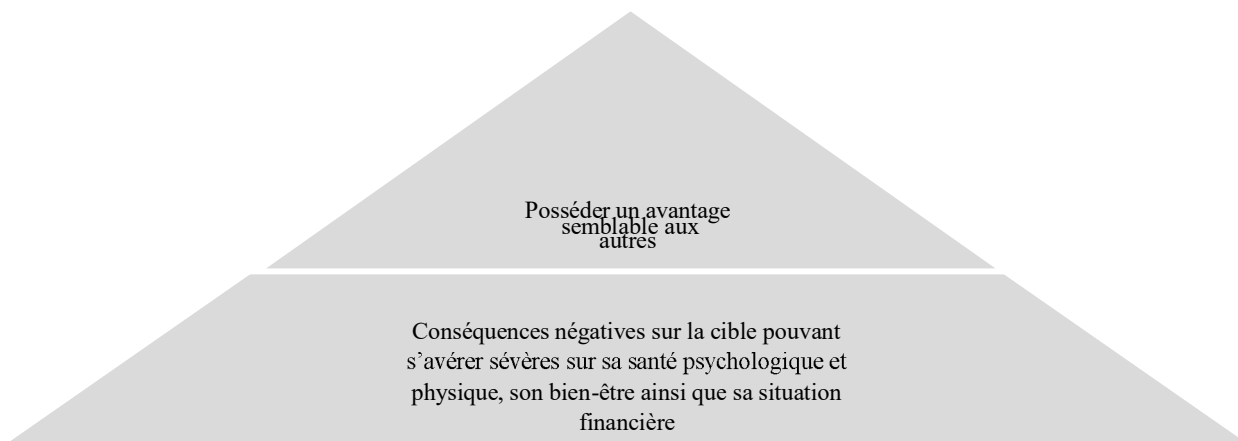 Posséder un avantage
semblable aux
autres
Conséquences négatives sur la cible pouvant
s’avérer sévères sur sa santé psychologique et
physique, son bien-être ainsi que sa situation
financière